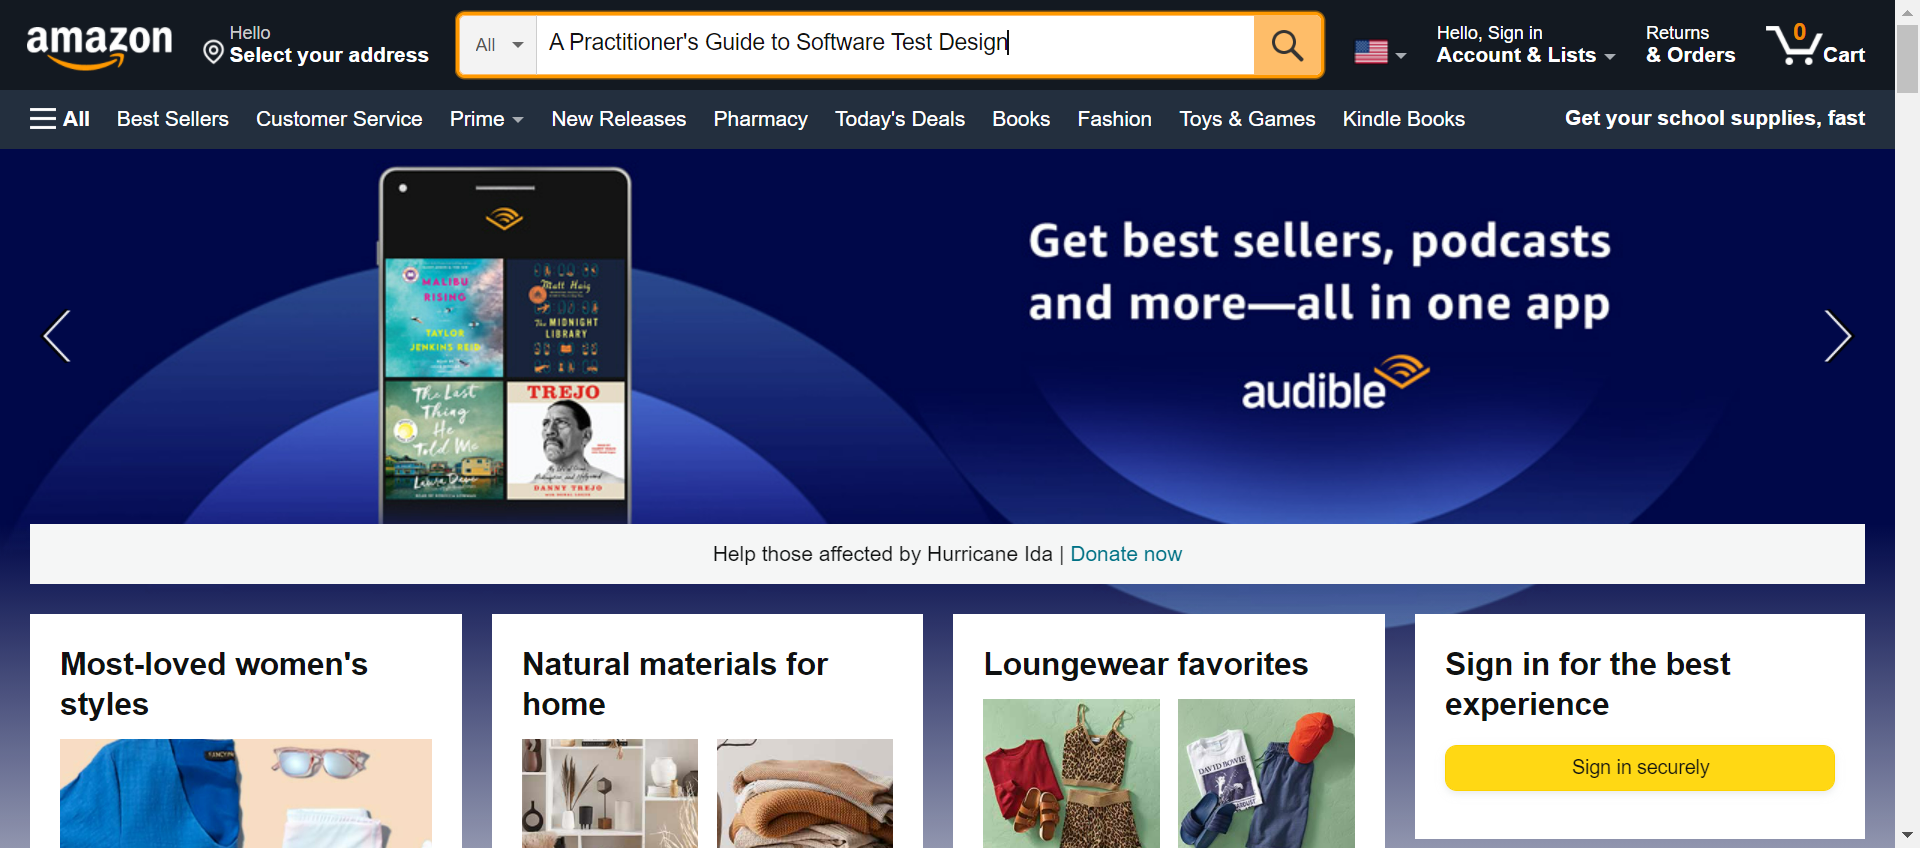 amazon
Hello
Select your address
All
A Practitioner's Guide to Software Test Design
Hello, Sign in
Account & Lists
Returns
& Orders
0
Cart
All
Best Sellers
Customer Service
Prime
New Releases
Pharmacy
Today's Deals
Books
Fashion
Toys & Games
Kindle Books
Get your school supplies, fast
MALIBU
RISING
TAYLOR
JENKINS REID
Matt Haig
The MIDNIGHT
LIBRARY
The Last
Thing
He
Told Me
Laura Dave
TREJO
DANNY TREJO
Get best sellers, podcasts
and more—all in one app
audible
Help those affected by Hurricane Ida | Donate now
Most-loved women's
styles
Natural materials for
home
Loungewear favorites
DAVID BOWIE
Sign in for the best
experience
Sign in securely